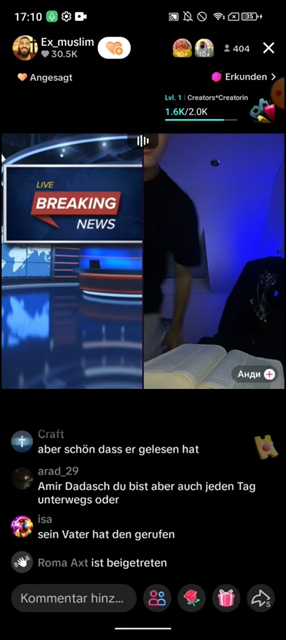 17:10
35
Ex_muslim
30.5K
404
Angesagt
Erkunden >
Lvl. 1 | Creators*Creatorin
1.6K/2.0K
LIVE
BREAKING
NEWS
Анди
Craft
aber schön dass er gelesen hat
arad_29
Amir Dadasch du bist aber auch jeden Tag
unterwegs oder
isa
sein Vater hat den gerufen
Roma Axt ist beigetreten
Kommentar hinz...